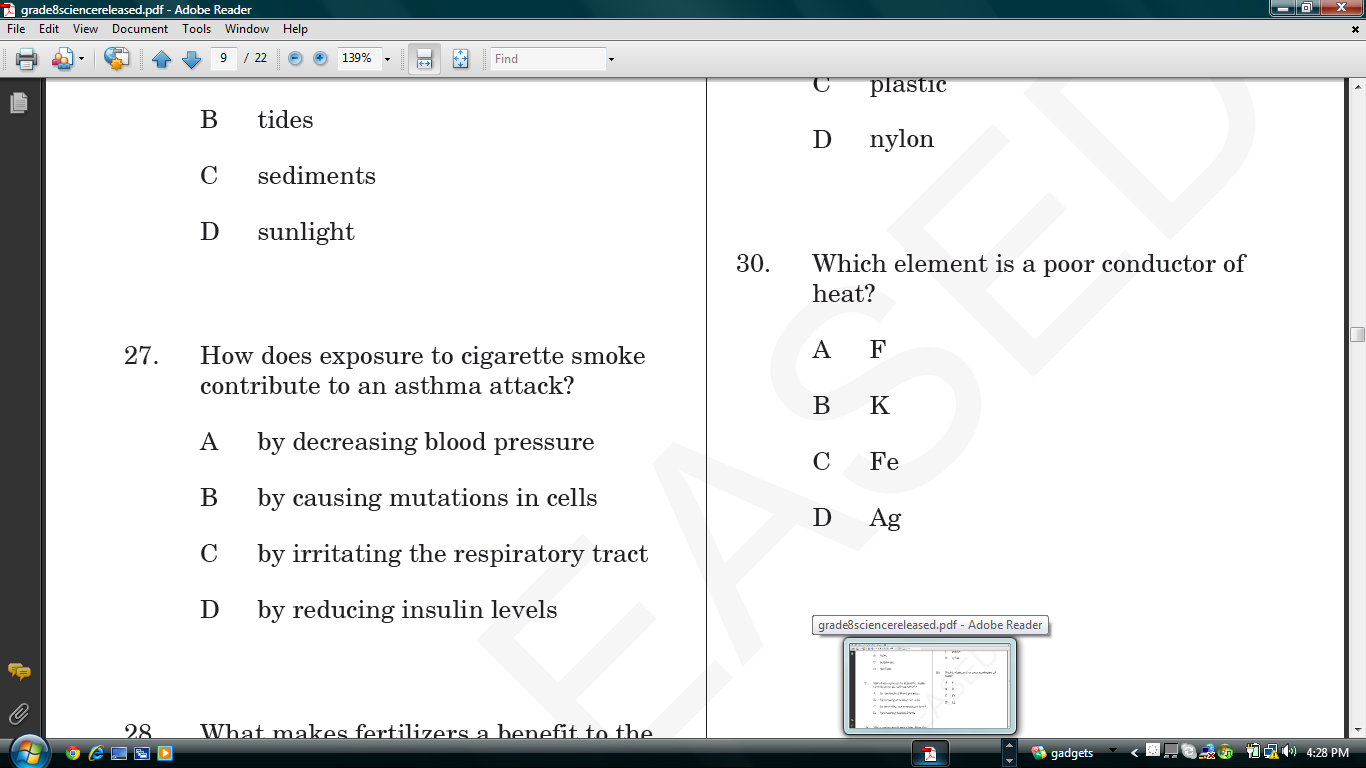 grade8sciencereleased.pdf - Adobe Reader
File Edit View Document Tools Window Help
9 / 22 139% Find
B tides
C sediments
D sunlight
27. How does exposure to cigarette smoke
contribute to an asthma attack?
A by decreasing blood pressure
B by causing mutations in cells
C by irritating the respiratory tract
D by reducing insulin levels
28 What makes fertilizers a benefit to the
C plastic
D nylon
30. Which element is a poor conductor of
heat?
A F
B K
C Fe
D Ag
EASED
grade8sciencereleased.pdf - Adobe Reader
gadgets
4:28 PM